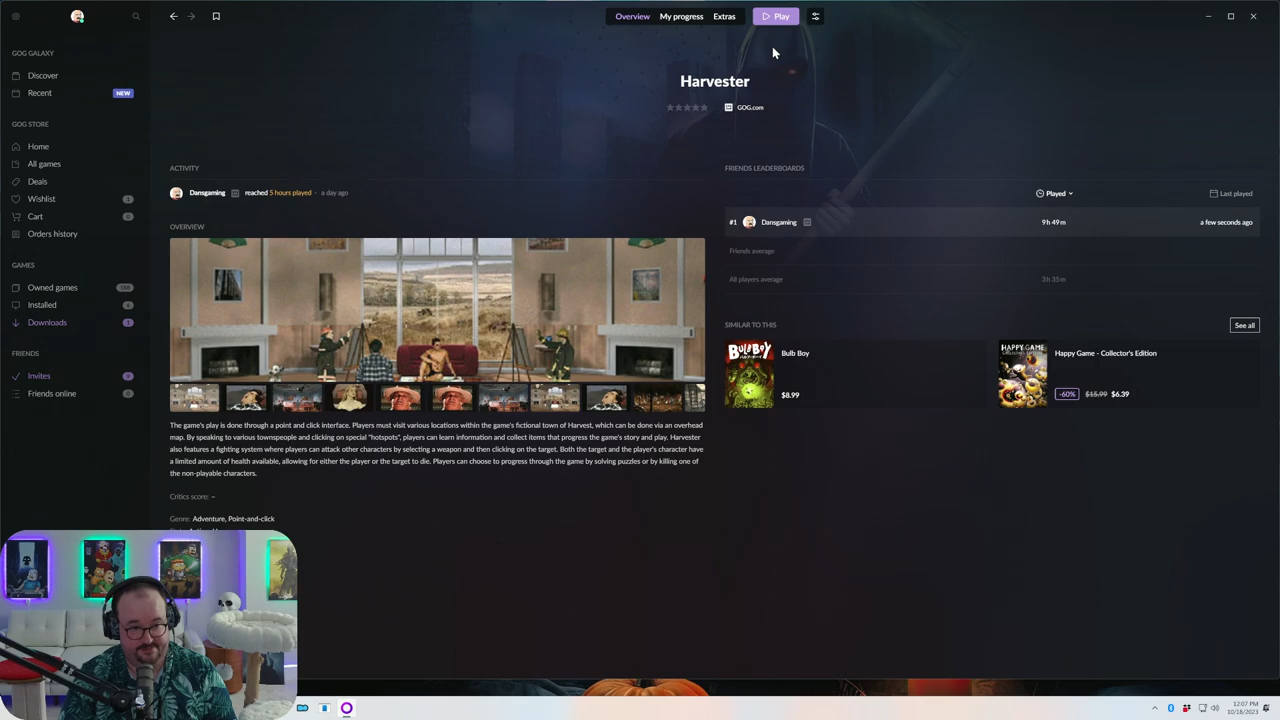 Overview
My progress
Extras
Play
GOG GALAXY
Discover
Recent
NEW
GOG STORE
Home
All games
Deals
Wishlist
1
Cart
0
Orders history
GAMES
Owned games
Installed
Downloads
1
FRIENDS
Invites
Friends online
0
Harvester
GOG.com
ACTIVITY
Dansgaming
reached 5 hours played
a day ago
OVERVIEW
The game's play is done through a point and click interface. Players must visit various locations within the game's fictional town of Harvest, which can be done via an overhead
map. By speaking to various townspeople and clicking on special "hotspots", players can learn information and collect items that progress the game's story and play. Harvester
also features a fighting system where players can attack other characters by selecting a weapon and then clicking on the target. Both the target and the player's character have
a limited amount of health available, allowing for either the player or the target to die. Players can choose to progress through the game by solving puzzles or by killing one of
the non-playable characters.
Critics score: –
Genre: Adventure, Point-and-click
FRIENDS LEADERBOARDS
Played
Last played
#1 Dansgaming
9h 49m
a few seconds ago
Friends average
All players average
3h 35m
SIMILAR TO THIS
See all
BULB BOY
Bulb Boy
$8.99
HAPPY GAME
Happy Game - Collector's Edition
-60% $15.99 $6.39
12:07 PM
10/18/2023